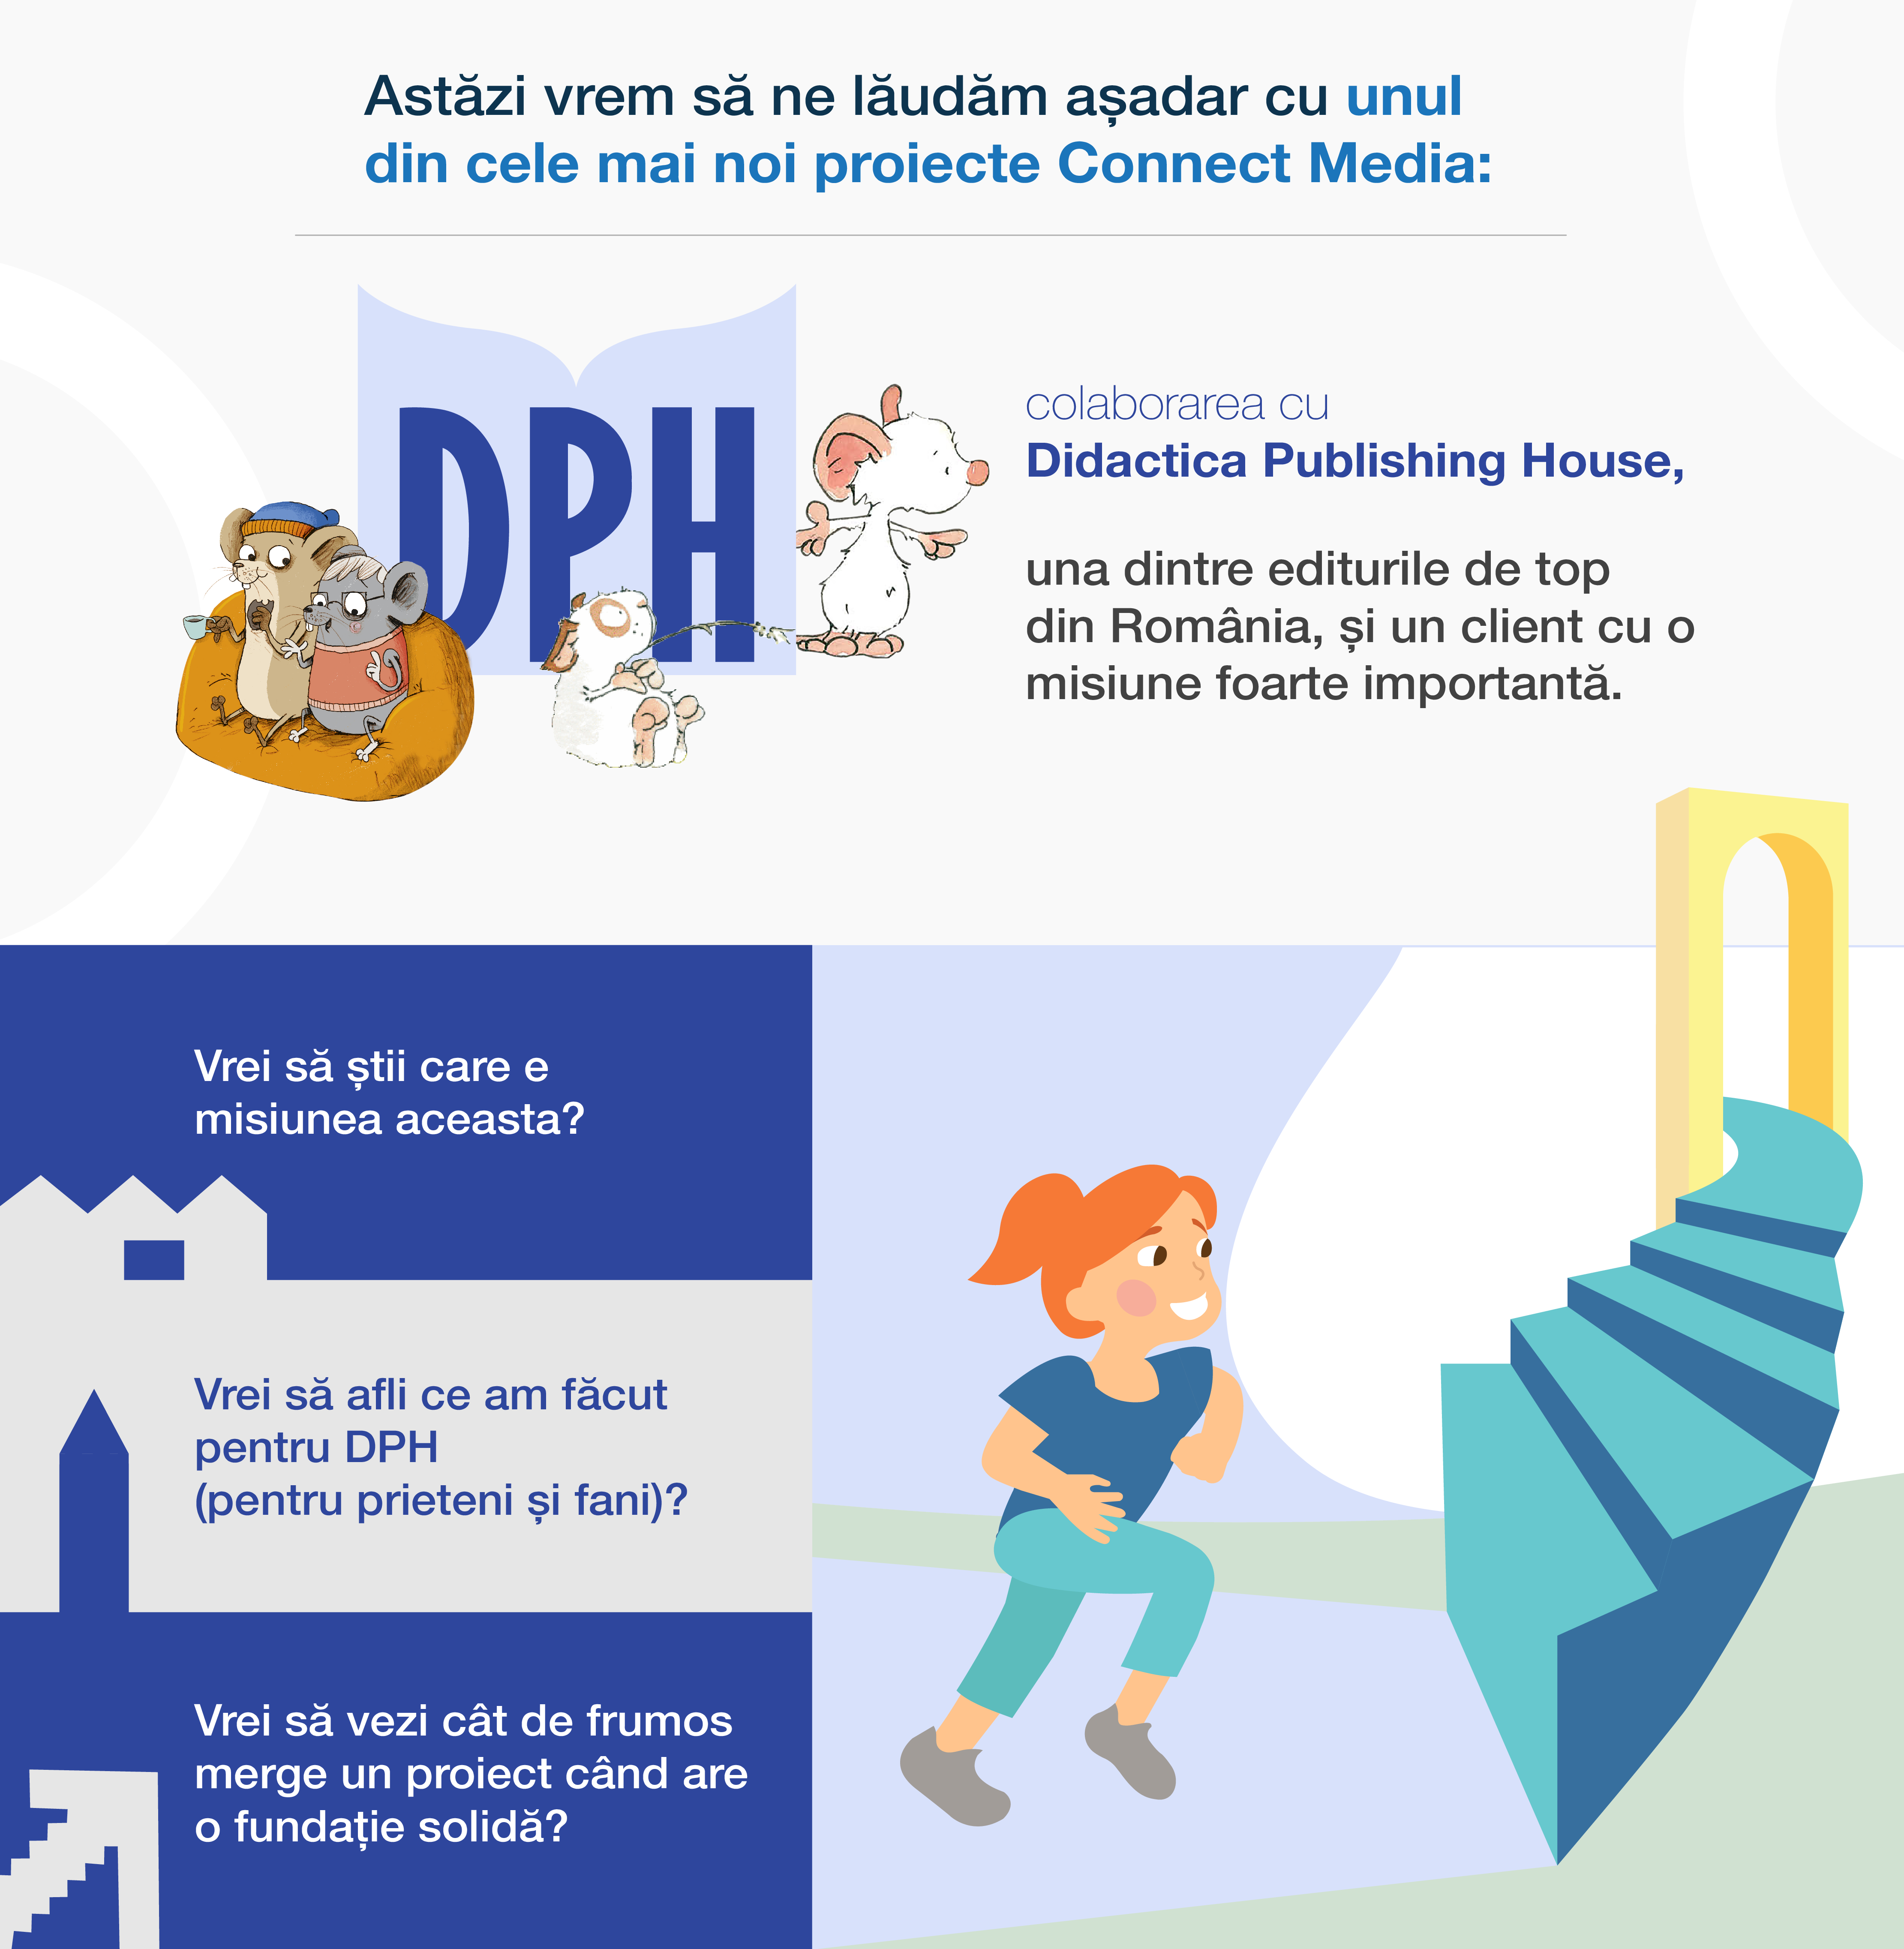 Astăzi vrem să ne lăudăm așadar cu unul
din cele mai noi proiecte Connect Media:
DPH
colaborarea cu
Didactica Publishing House,
una dintre editurile de top
din România, și un client cu o
misiune foarte importantă.
Vrei să știi care e
misiunea aceasta?
Vrei să afli ce am făcut
pentru DPH
(pentru prieteni și fani)?
Vrei să vezi cât de frumos
merge un proiect când are
o fundație solidă?